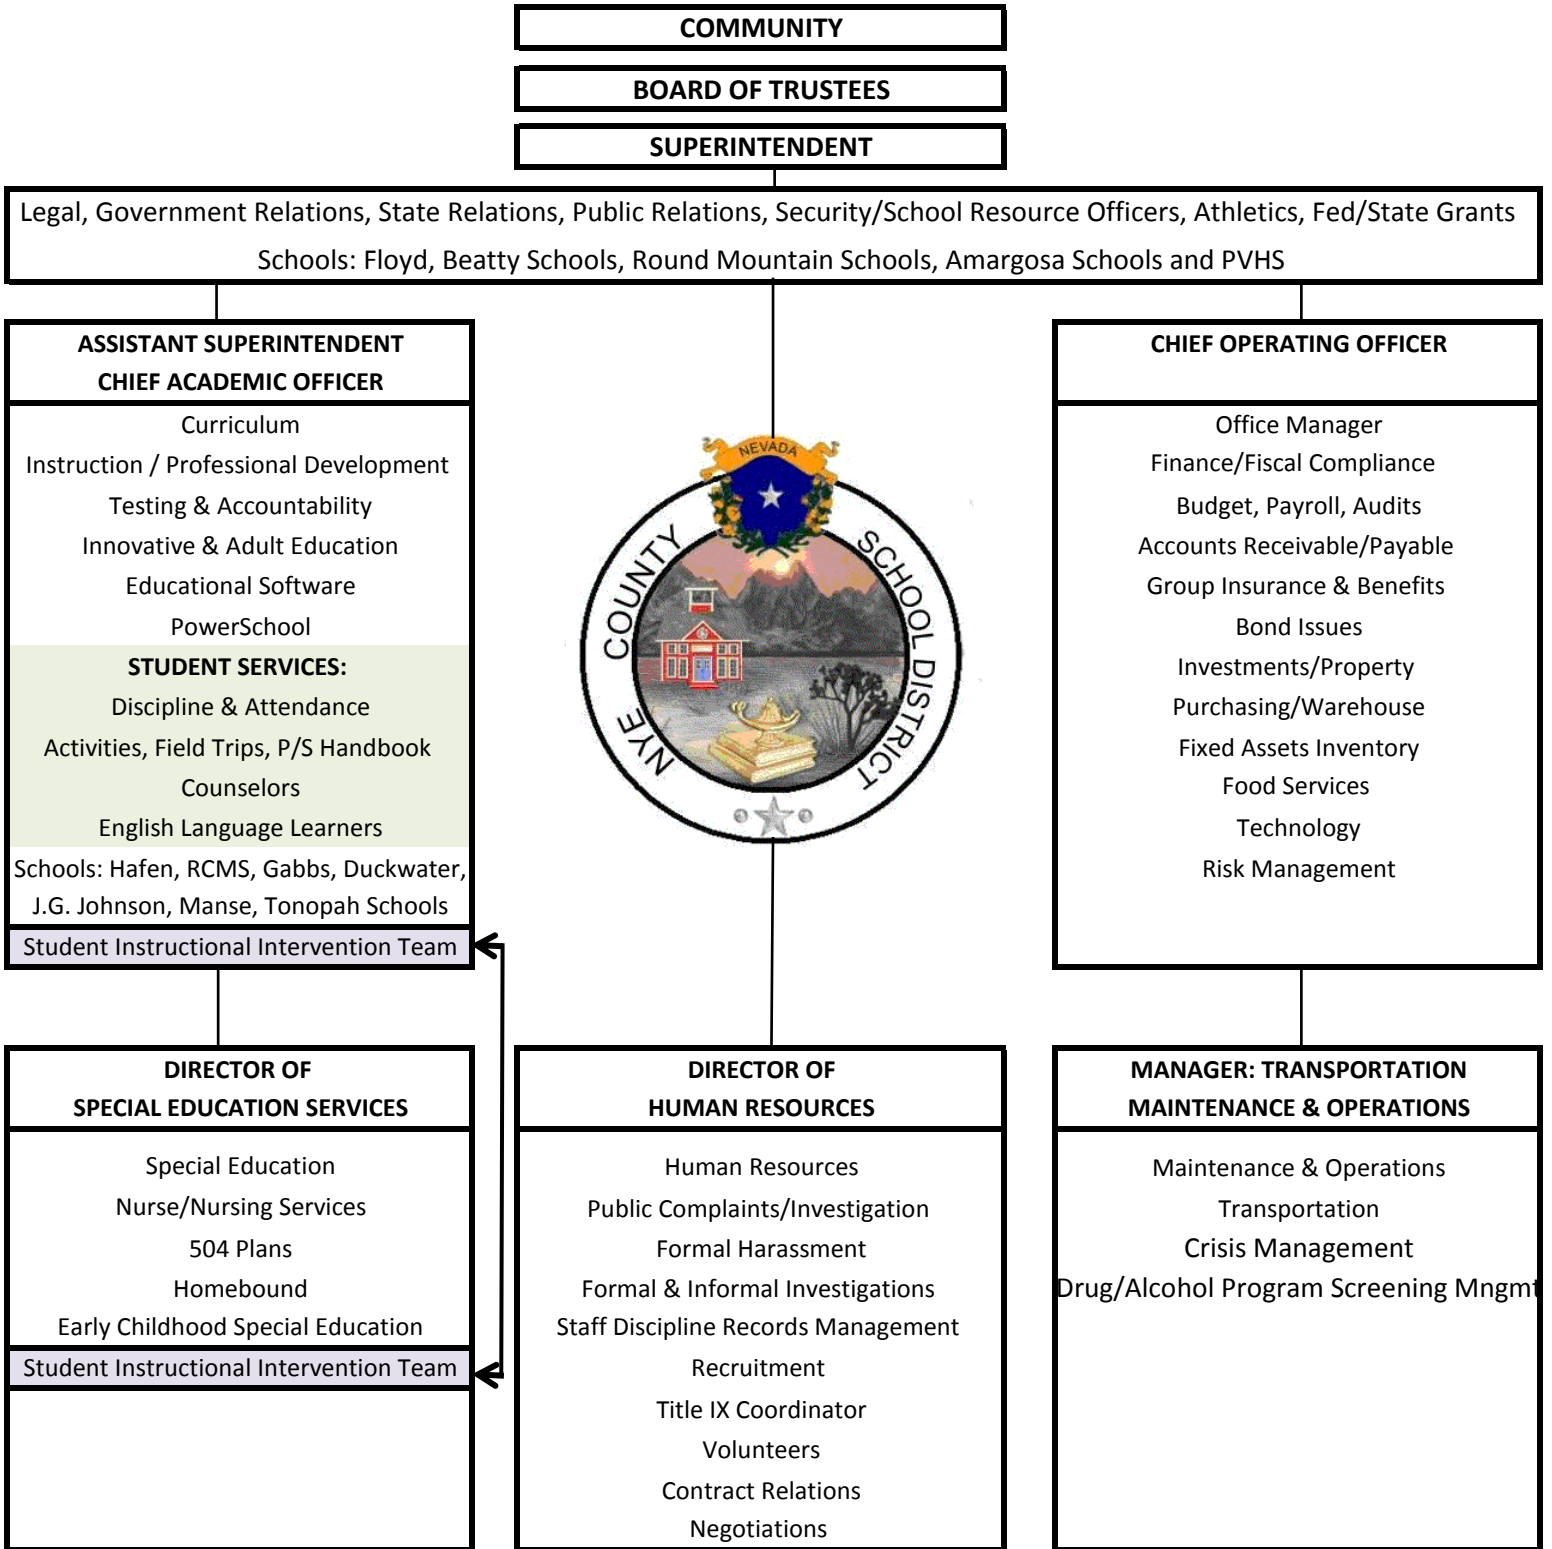 COMMUNITY
BOARD OF TRUSTEES
SUPERINTENDENT
Legal, Government Relations, State Relations, Public Relations, Security/School Resource Officers, Athletics, Fed/State Grants
Schools: Floyd, Beatty Schools, Round Mountain Schools, Amargosa Schools and PVHS
ASSISTANT SUPERINTENDENT
CHIEF ACADEMIC OFFICER
Curriculum
Instruction / Professional Development
Testing & Accountability
Innovative & Adult Education
Educational Software
PowerSchool
STUDENT SERVICES:
Discipline & Attendance
Activities, Field Trips, P/S Handbook
Counselors
English Language Learners
Schools: Hafen, RCMS, Gabbs, Duckwater,
J.G. Johnson, Manse, Tonopah Schools
Student Instructional Intervention Team
NEVADA
NYE COUNTY SCHOOL DISTRICT
CHIEF OPERATING OFFICER
Office Manager
Finance/Fiscal Compliance
Budget, Payroll, Audits
Accounts Receivable/Payable
Group Insurance & Benefits
Bond Issues
Investments/Property
Purchasing/Warehouse
Fixed Assets Inventory
Food Services
Technology
Risk Management
DIRECTOR OF
SPECIAL EDUCATION SERVICES
Special Education
Nurse/Nursing Services
504 Plans
Homebound
Early Childhood Special Education
Student Instructional Intervention Team
DIRECTOR OF
HUMAN RESOURCES
Human Resources
Public Complaints/Investigation
Formal Harassment
Formal & Informal Investigations
Staff Discipline Records Management
Recruitment
Title IX Coordinator
Volunteers
Contract Relations
Negotiations
MANAGER: TRANSPORTATION
MAINTENANCE & OPERATIONS
Maintenance & Operations
Transportation
Crisis Management
Drug/Alcohol Program Screening Mngmt